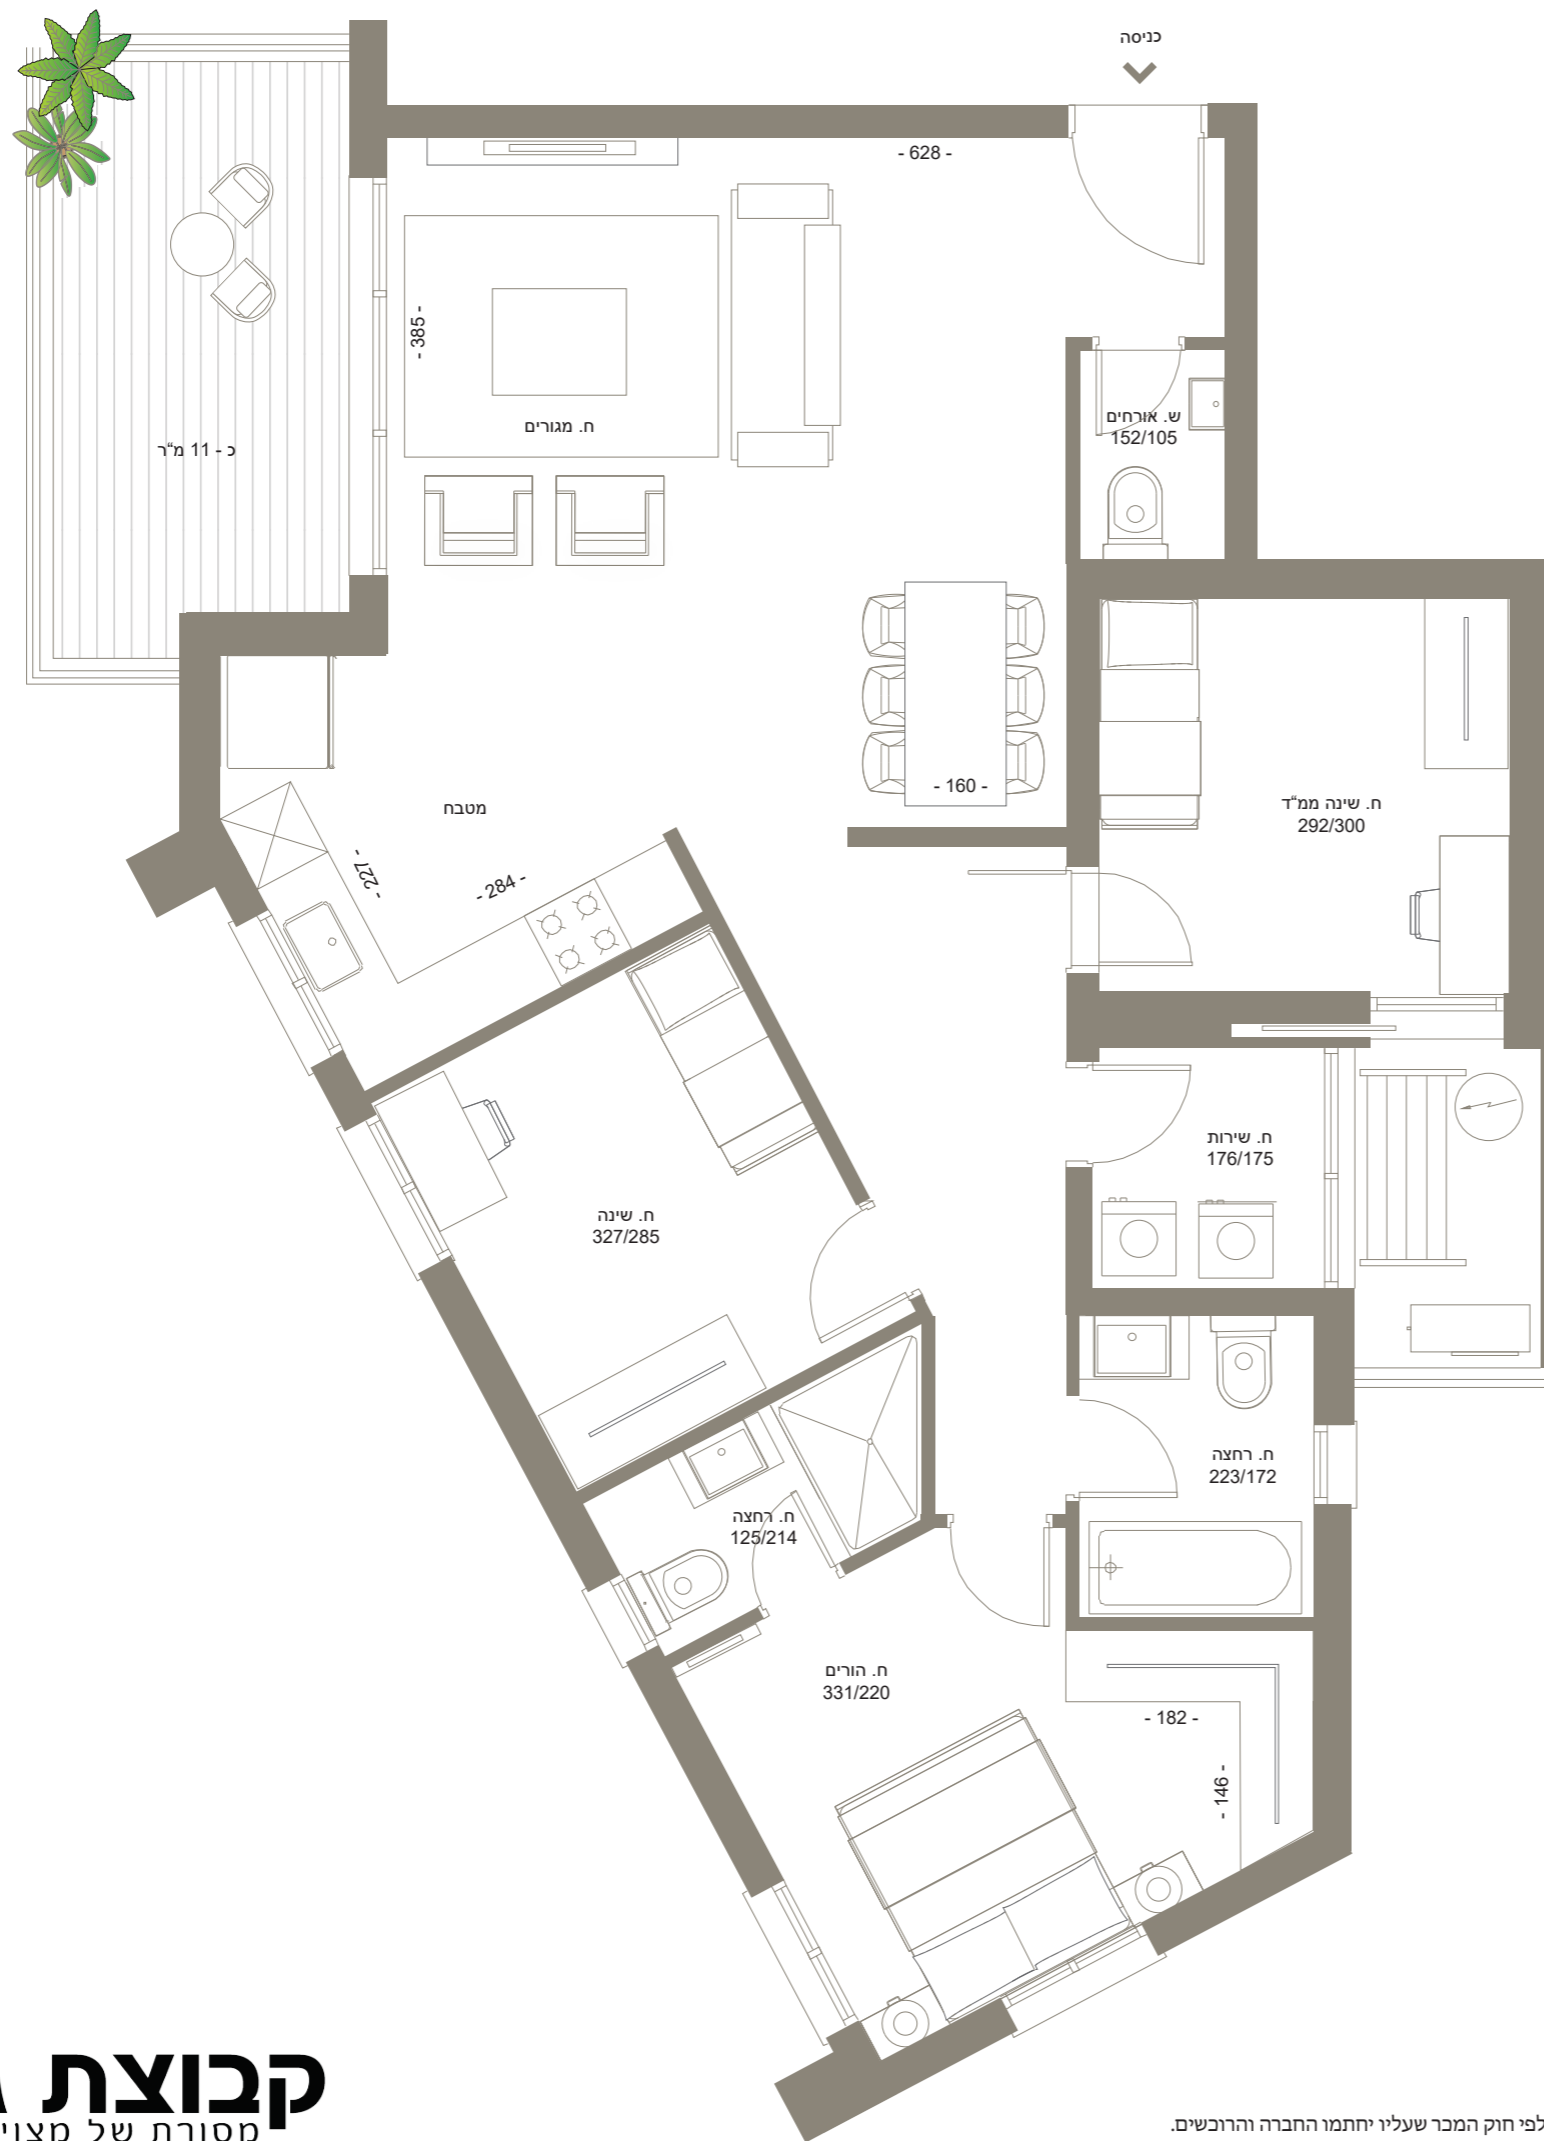 כניסה
- 628 -
- 385 -
ח. מגורים
כ - 11 מ"ר
ש. אורחים
152/105
- 160 -
מטבח
- 227 -
- 284 -
ח. שינה ממ"ד
292/300
ח. שירות
176/175
ח. שינה
327/285
ח. רחצה
223/172
ח. רחצה
125/214
ח. הורים
331/220
- 182 -
- 146 -
קבוצת
מסורת של
לפי חוק המכר שעליו יחתמו החברה והרוכשים.